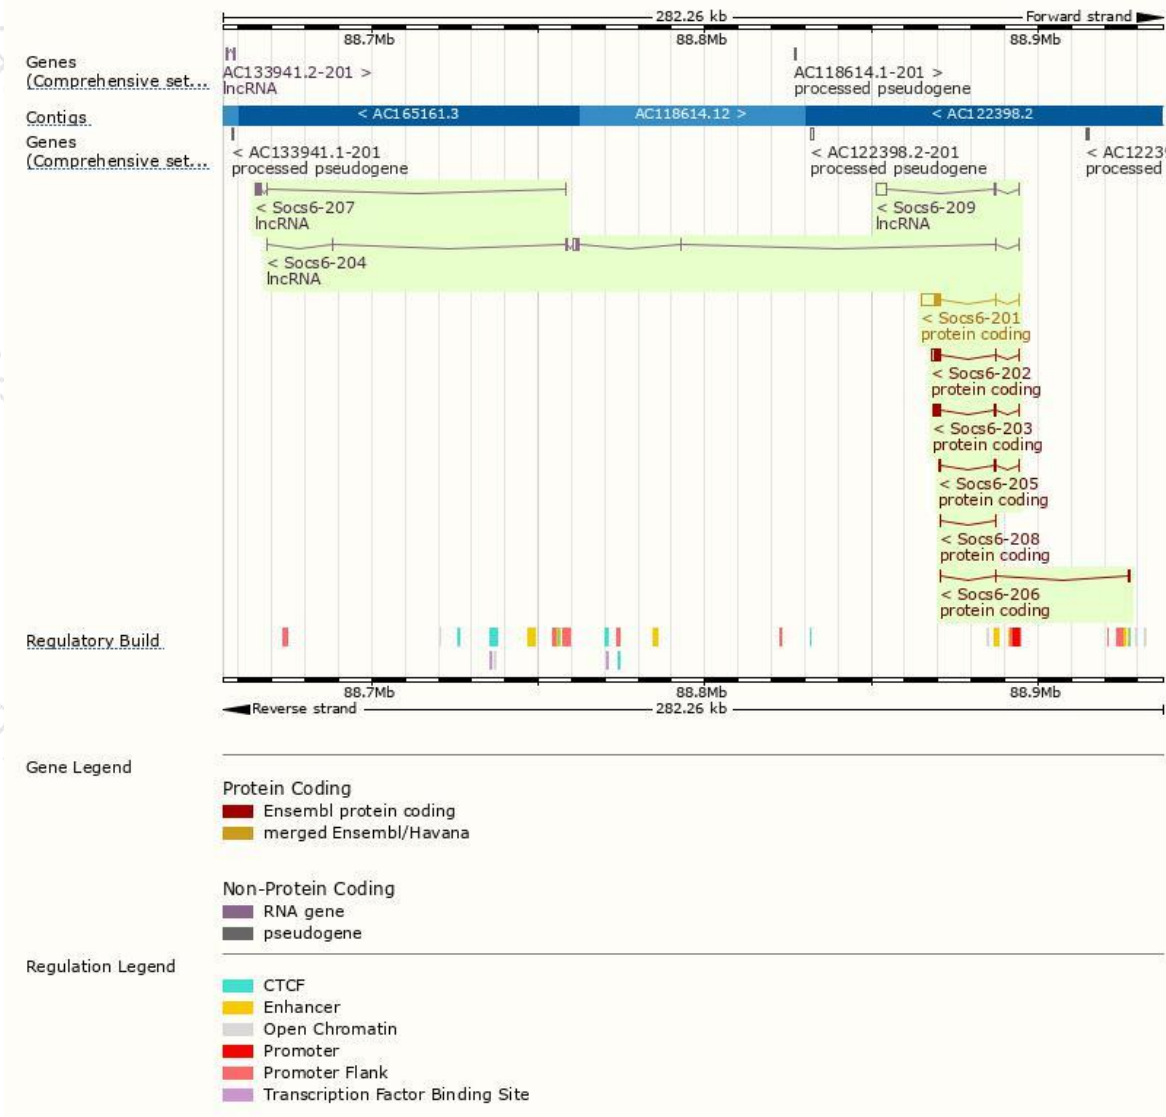 282.26 kb
Forward strand
88.7Mb 88.8Mb 88.9Mb
Genes
(Comprehensive set...
AC133941.2-201 >
lncRNA
AC118614.1-201 >
processed pseudogene
Contigs
< AC165161.3
AC118614.12 >
< AC122398.2
Genes
(Comprehensive set...
< AC133941.1-201
processed pseudogene
< AC122398.2-201
processed pseudogene
< AC1223
processed
< Socs6-207
lncRNA
< Socs6-209
lncRNA
< Socs6-204
lncRNA
< Socs6-201
protein coding
< Socs6-202
protein coding
< Socs6-203
protein coding
< Socs6-205
protein coding
< Socs6-208
protein coding
< Socs6-206
protein coding
Regulatory Build
88.7Mb 88.8Mb 88.9Mb
Reverse strand
282.26 kb
Gene Legend
Protein Coding
Ensembl protein coding
merged Ensembl/Havana
Non-Protein Coding
RNA gene
pseudogene
Regulation Legend
CTCF
Enhancer
Open Chromatin
Promoter
Promoter Flank
Transcription Factor Binding Site